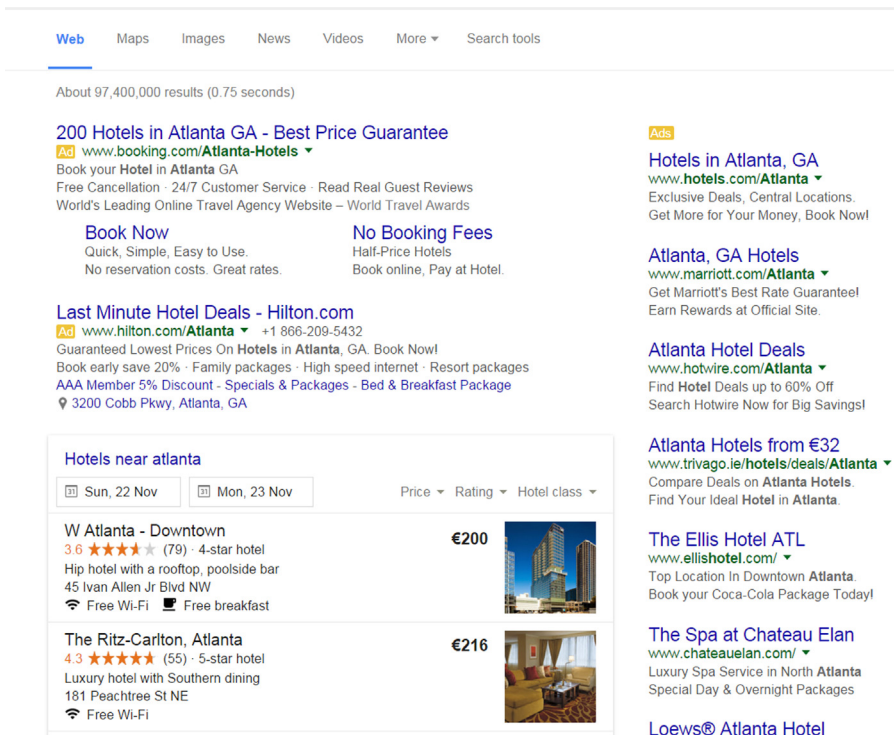 Web Maps Images News Videos More Search tools
About 97,400,000 results (0.75 seconds)
200 Hotels in Atlanta GA - Best Price Guarantee
Ad www.booking.com/Atlanta-Hotels
Book your Hotel in Atlanta GA
Free Cancellation · 24/7 Customer Service · Read Real Guest Reviews
World's Leading Online Travel Agency Website – World Travel Awards
Book Now
Quick, Simple, Easy to Use.
No reservation costs. Great rates.
No Booking Fees
Half-Price Hotels
Book online, Pay at Hotel.
Last Minute Hotel Deals - Hilton.com
Ad www.hilton.com/Atlanta +1 866-209-5432
Guaranteed Lowest Prices On Hotels in Atlanta, GA. Book Now!
Book early save 20% · Family packages · High speed internet · Resort packages
AAA Member 5% Discount - Specials & Packages - Bed & Breakfast Package
3200 Cobb Pkwy, Atlanta, GA
Hotels near atlanta
31 Sun, 22 Nov 31 Mon, 23 Nov Price Rating Hotel class
W Atlanta - Downtown €200
3.6 (79) · 4-star hotel
Hip hotel with a rooftop, poolside bar
45 Ivan Allen Jr Blvd NW
Free Wi-Fi Free breakfast
The Ritz-Carlton, Atlanta €216
4.3 (55) · 5-star hotel
Luxury hotel with Southern dining
181 Peachtree St NE
Free Wi-Fi
Ads
Hotels in Atlanta, GA
www.hotels.com/Atlanta
Exclusive Deals, Central Locations.
Get More for Your Money, Book Now!
Atlanta, GA Hotels
www.marriott.com/Atlanta
Get Marriott's Best Rate Guarantee!
Earn Rewards at Official Site.
Atlanta Hotel Deals
www.hotwire.com/Atlanta
Find Hotel Deals up to 60% Off
Search Hotwire Now for Big Savings!
Atlanta Hotels from €32
www.trivago.ie/hotels/deals/Atlanta
Compare Deals on Atlanta Hotels.
Find Your Ideal Hotel in Atlanta.
The Ellis Hotel ATL
www.ellishotel.com/
Top Location In Downtown Atlanta.
Book your Coca-Cola Package Today!
The Spa at Chateau Elan
www.chateauelan.com/
Luxury Spa Service in North Atlanta
Special Day & Overnight Packages
Loews® Atlanta Hotel